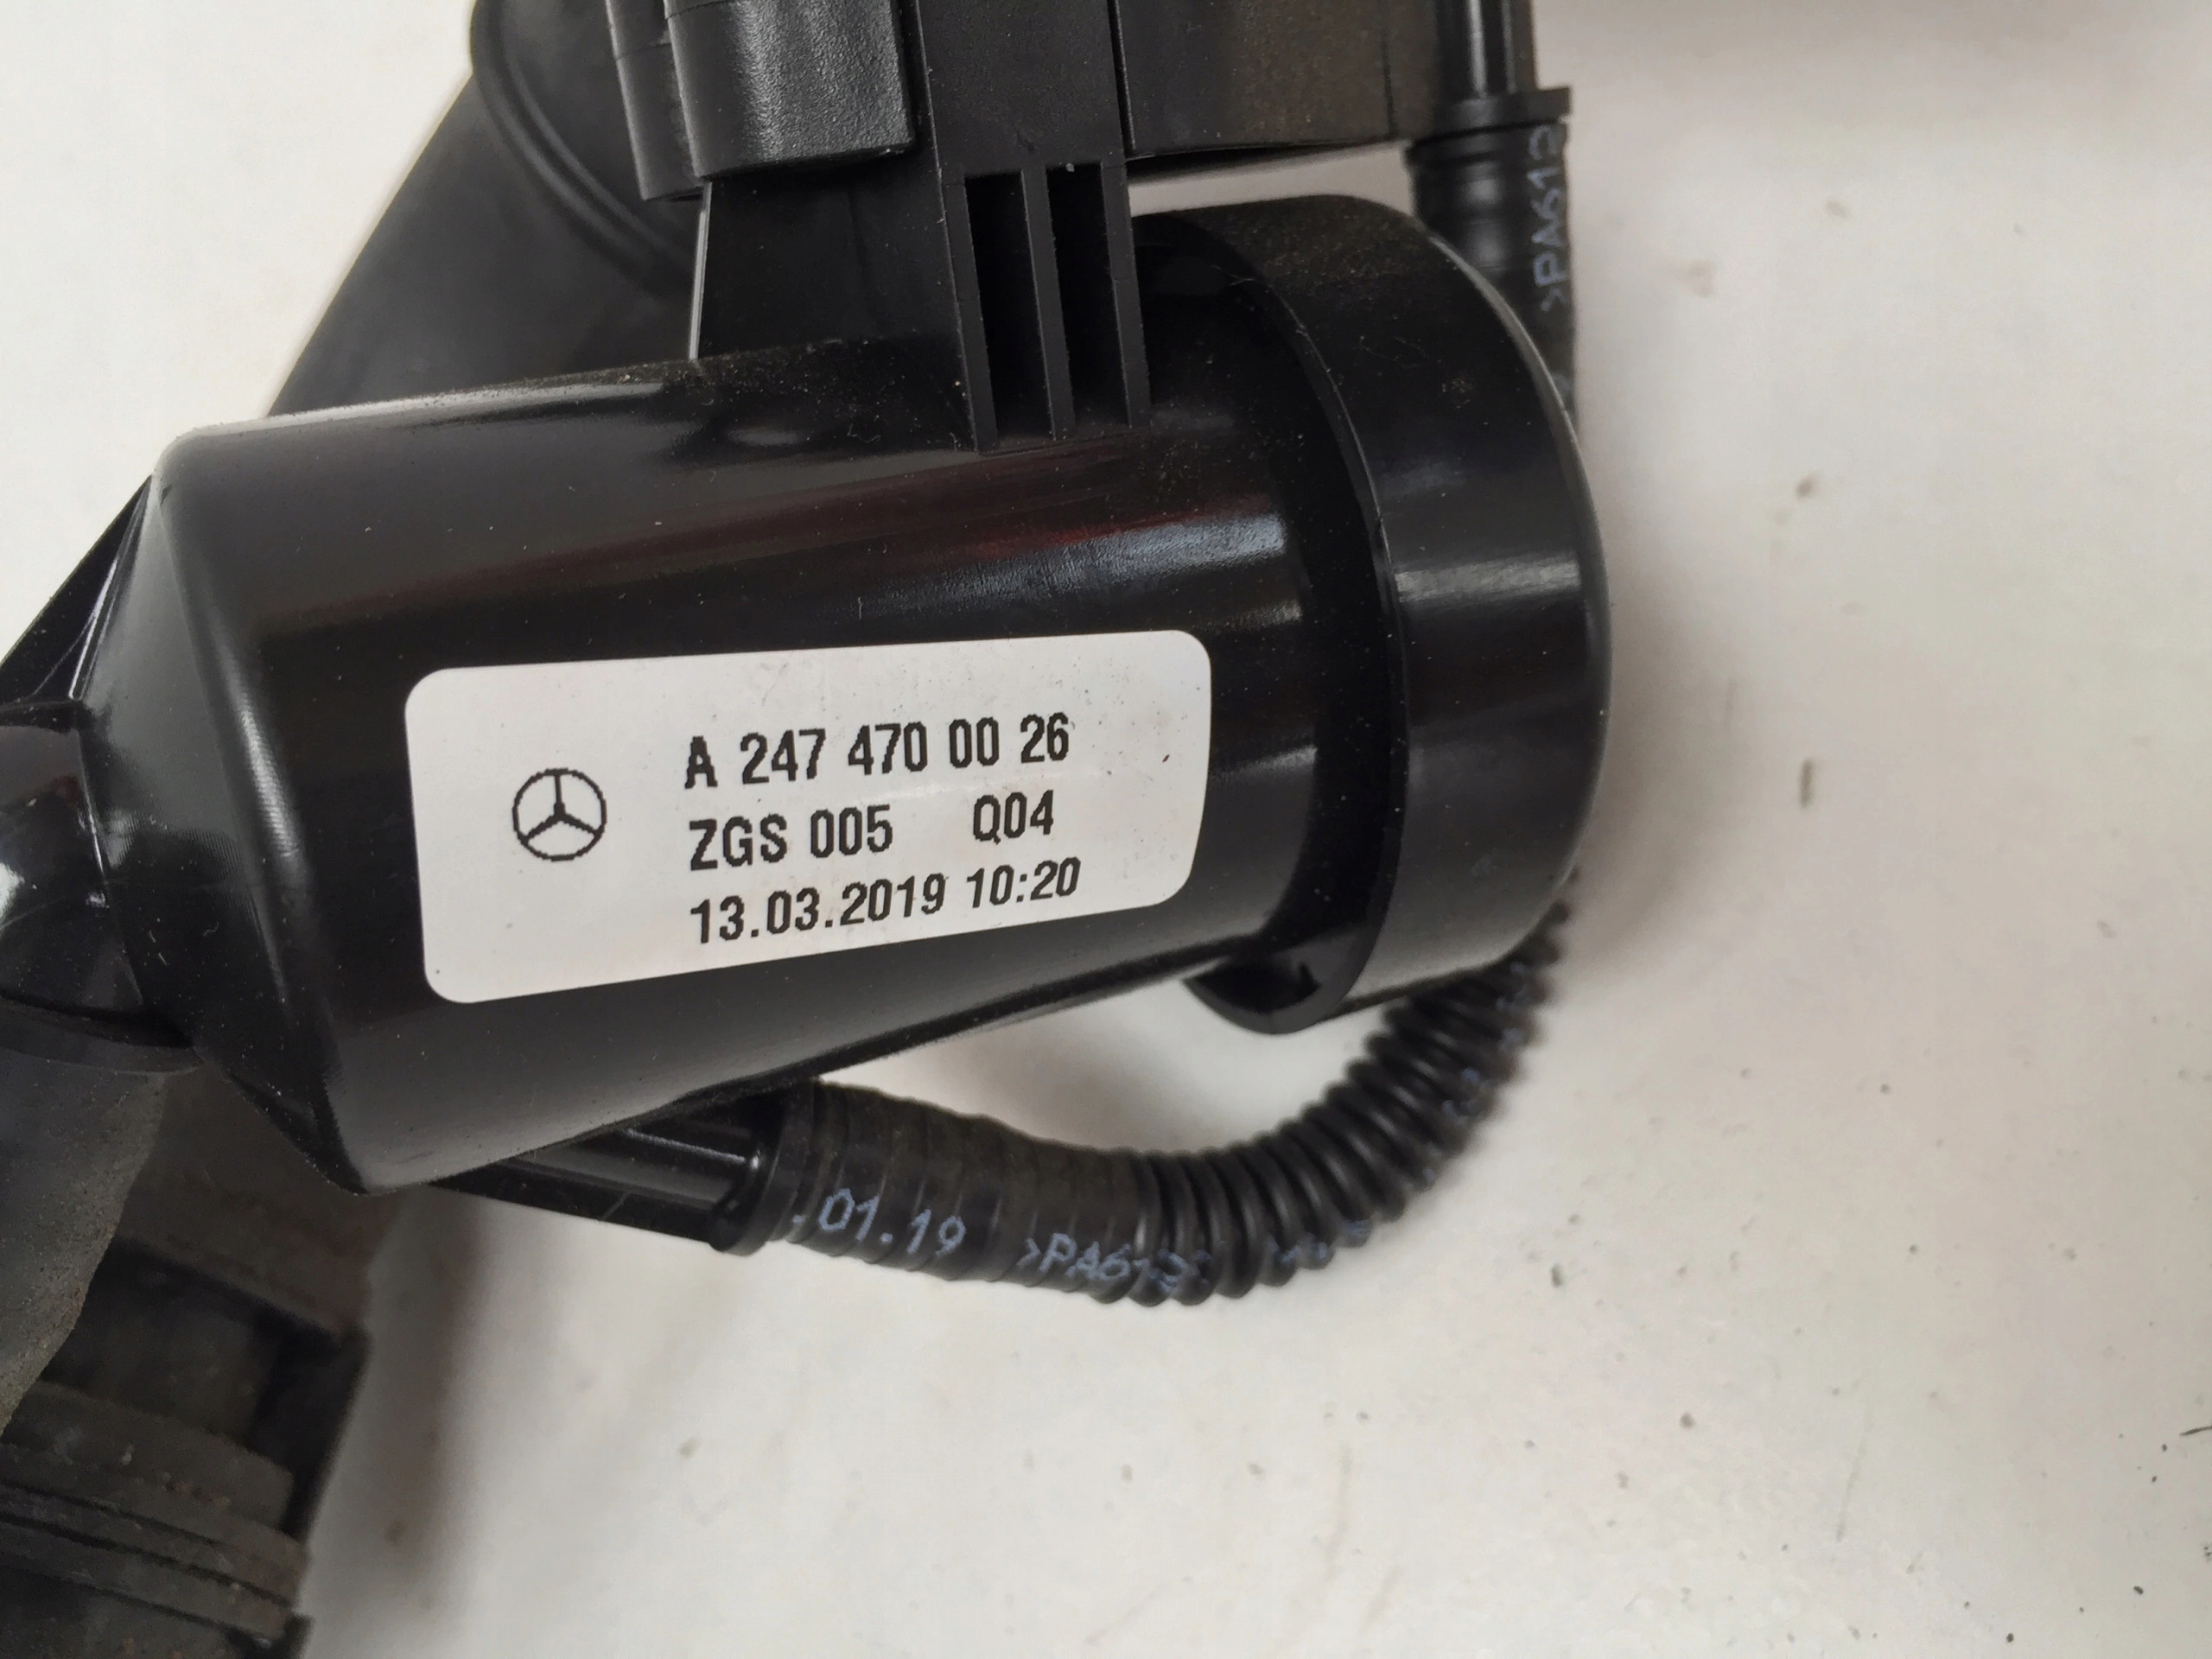 >PA612
A 247 470 00 26
ZGS 005 Q04
13.03.2019 10:20
.01.19 >PA612